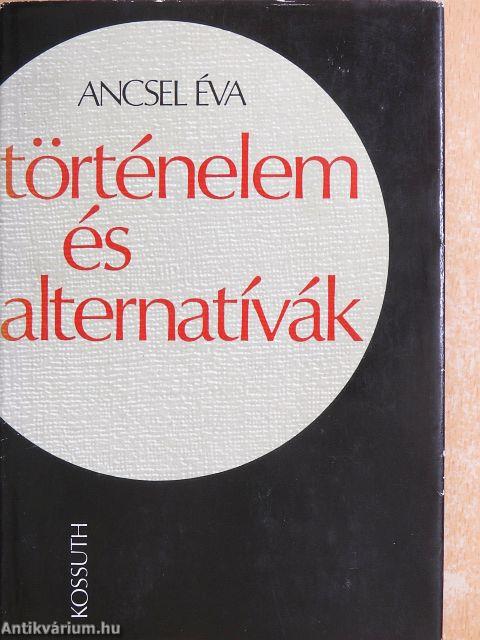 ANCSEL ÉVA
történelem
és
alternatívák
KOSSUTH
Antikvárium.hu